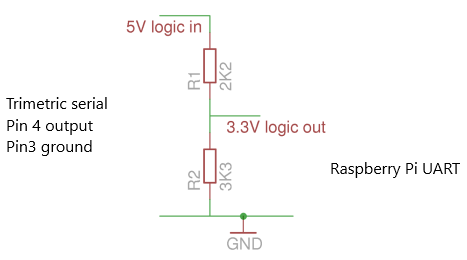 5V logic in
R1
2K2
Trimetric serial
Pin 4 output
Pin3 ground
3.3V logic out
R2
3K3
Raspberry Pi UART
GND